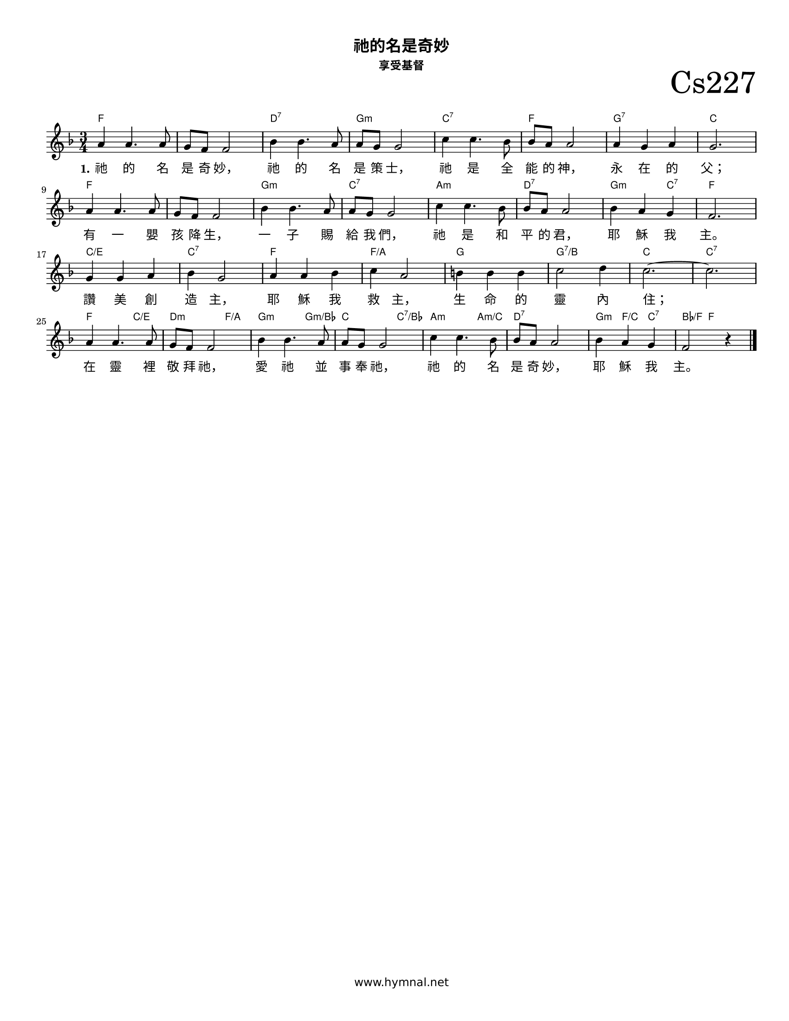 祂的名是奇妙
享受基督
Cs227
F D7 Gm C7 F G7 C
1. 祂 的 名 是 奇 妙, 祂 的 名 是 策 士, 祂 是 全 能 的 神, 永 在 的 父;
9 F Gm C7 Am D7 Gm C7 F
有 一 嬰 孩 降 生, 一 子 賜 給 我 們, 祂 是 和 平 的 君, 耶 穌 我 主。
17 C/E C7 F F/A G G7/B C C7
讚 美 創 造 主, 耶 穌 我 救 主, 生 命 的 靈 內 住;
25 F C/E Dm F/A Gm Gm/B♭ C C7/B♭ Am Am/C D7 Gm F/C C7 B♭/F F
在 靈 裡 敬 拜 祂, 愛 祂 並 事 奉 祂, 祂 的 名 是 奇 妙, 耶 穌 我 主。
www.hymnal.net